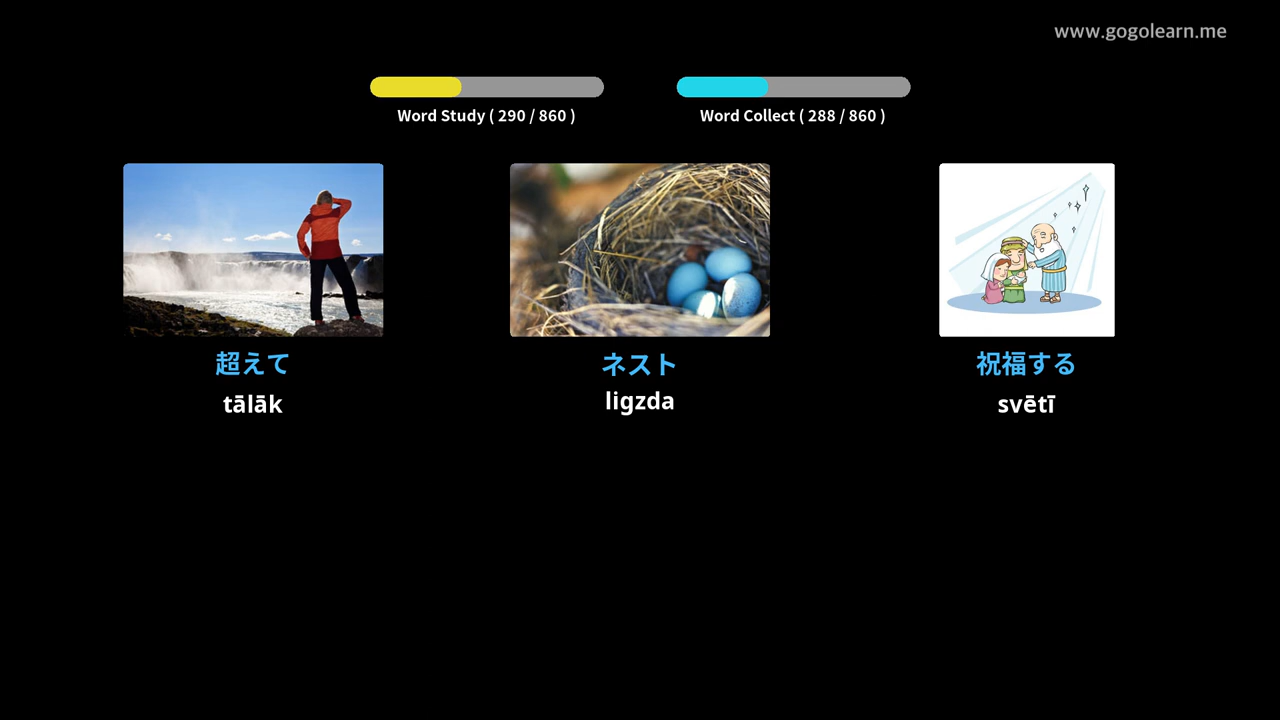 www.gogolearn.me
Word Study ( 290 / 860 )
Word Collect ( 288 / 860 )
超えて
ネスト
祝福する
tālāk
ligzda
svētī